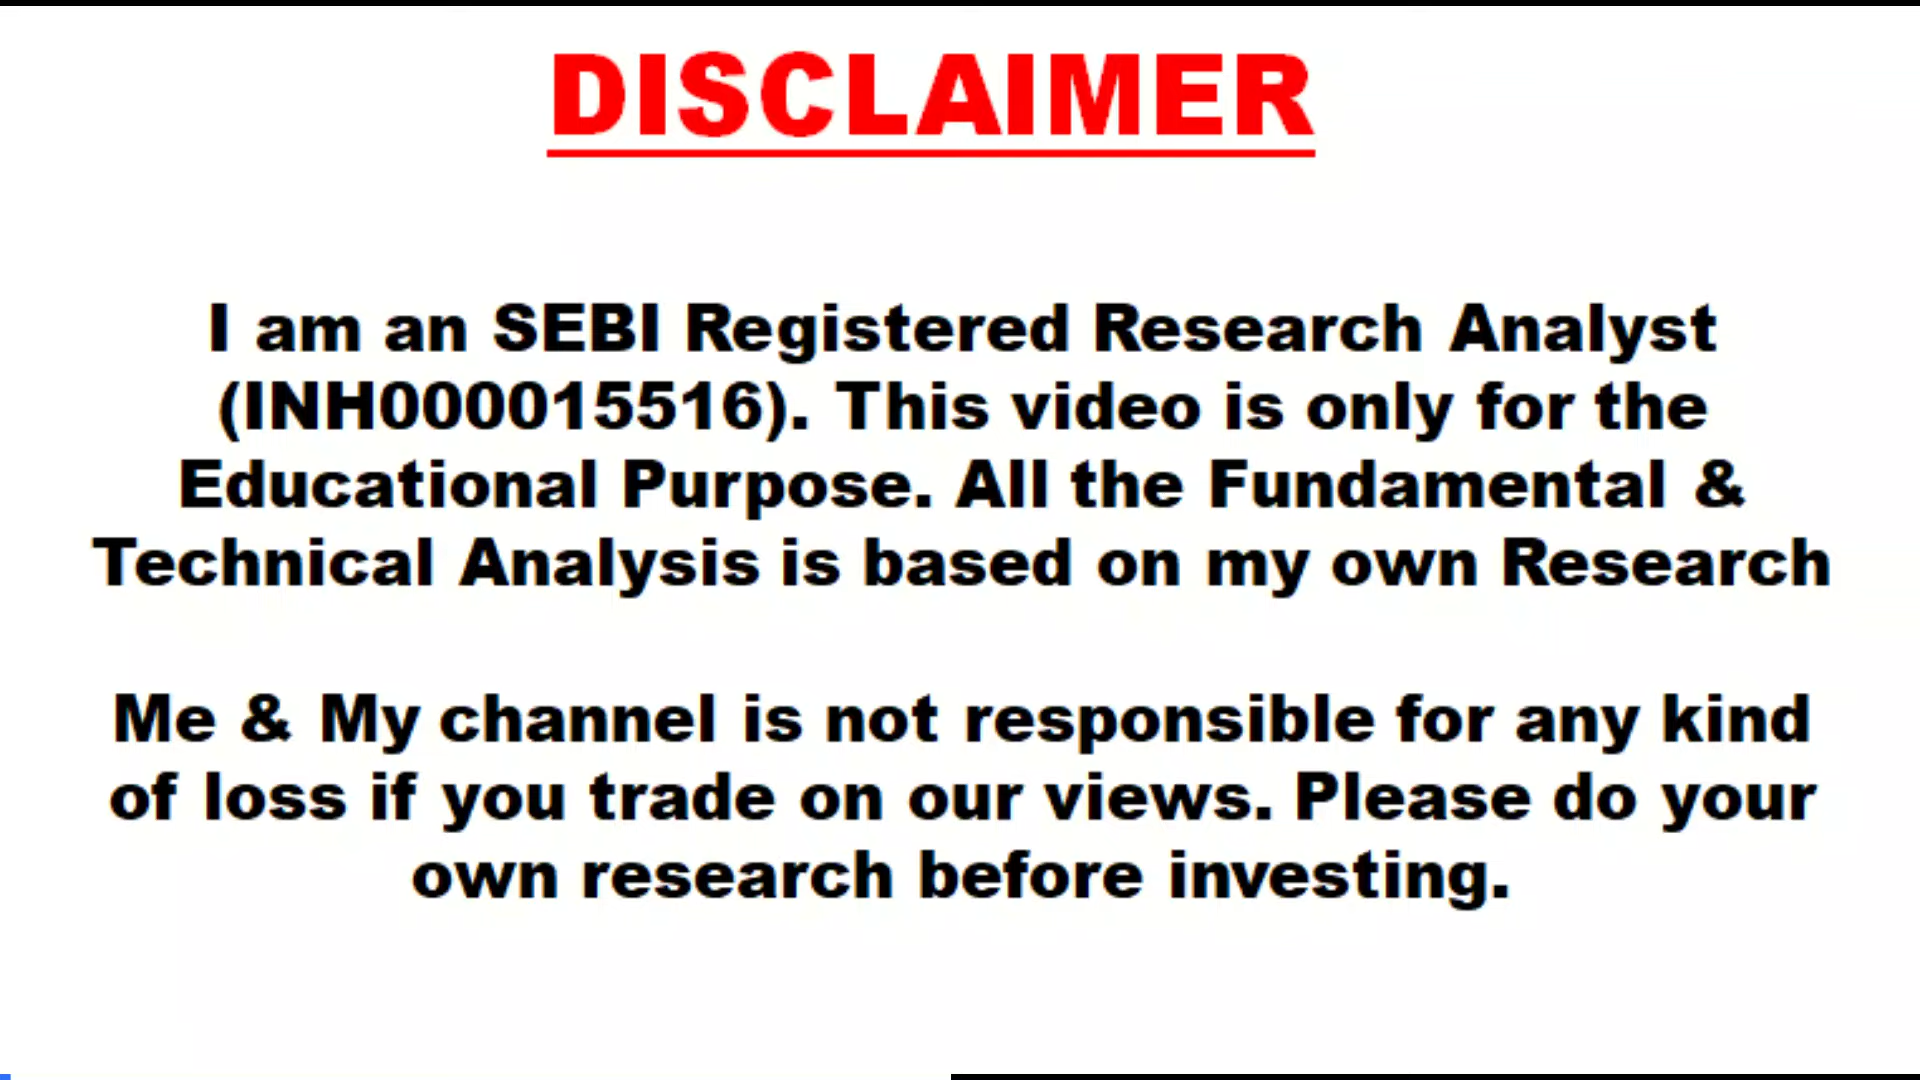 DISCLAIMER
I am an SEBI Registered Research Analyst
(INH000015516). This video is only for the
Educational Purpose. All the Fundamental &
Technical Analysis is based on my own Research
Me & My channel is not responsible for any kind
of loss if you trade on our views. Please do your
own research before investing.